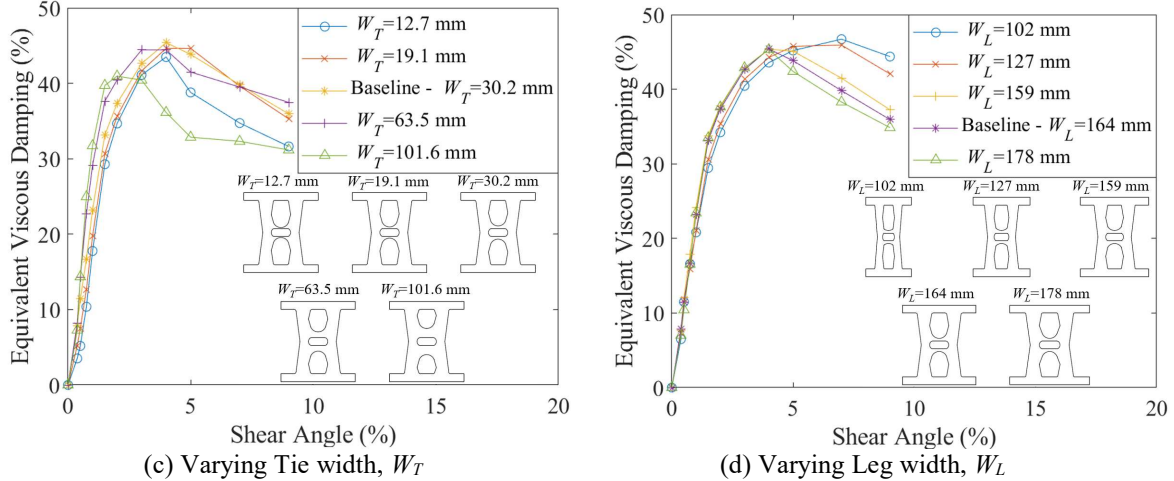 50
40
30
20
10
0
0
5
10
15
20
Equivalent Viscous Damping (%)
Shear Angle (%)
W_T=12.7 mm
W_T=19.1 mm
Baseline - W_T=30.2 mm
W_T=63.5 mm
W_T=101.6 mm
W_T=12.7 mm
W_T=19.1 mm
W_T=30.2 mm
W_T=63.5 mm
W_T=101.6 mm
(c) Varying Tie width, W_T
50
40
30
20
10
0
0
5
10
15
20
Equivalent Viscous Damping (%)
Shear Angle (%)
W_L=102 mm
W_L=127 mm
W_L=159 mm
Baseline - W_L=164 mm
W_L=178 mm
W_L=102 mm
W_L=127 mm
W_L=159 mm
W_L=164 mm
W_L=178 mm
(d) Varying Leg width, W_L